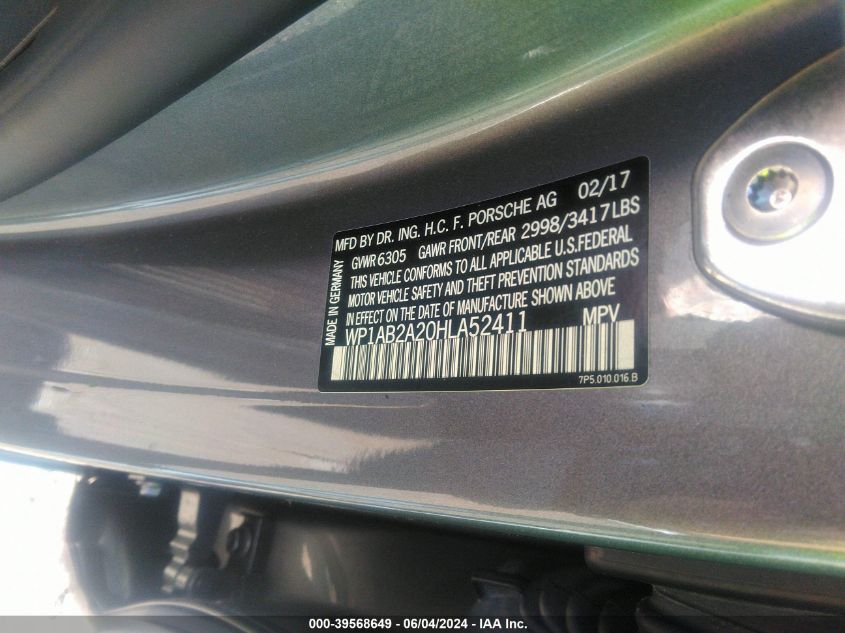 MFD BY DR. ING. H.C. F. PORSCHE AG 02/17
GVWR 6305 GAWR FRONT/REAR 2998/3417LBS
THIS VEHICLE CONFORMS TO ALL APPLICABLE U.S.FEDERAL
MOTOR VEHICLE SAFETY AND THEFT PREVENTION STANDARDS
IN EFFECT ON THE DATE OF MANUFACTURE SHOWN ABOVE
WP1AB2A20HLA52411 MPV
MADE IN GERMANY
7P5.010.016.B
000-39568649 / 06/04/2024 - IAA Inc.